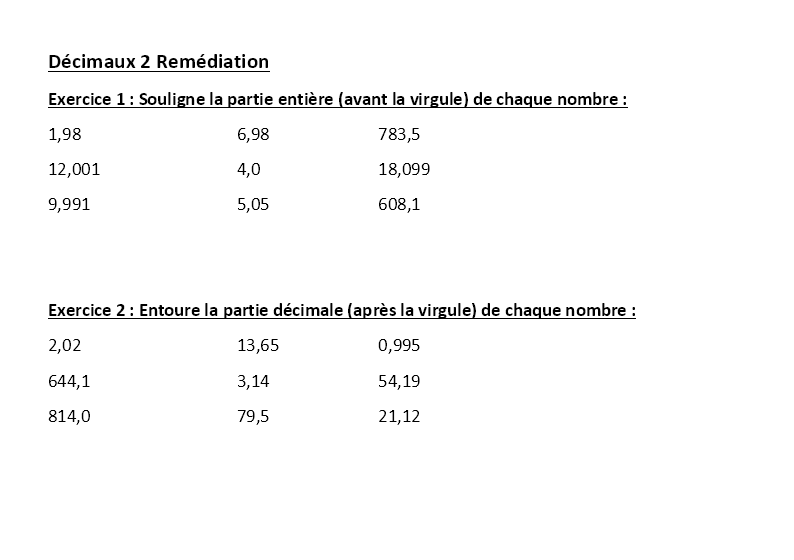 Décimaux 2 Remédiation
Exercice 1 : Souligne la partie entière (avant la virgule) de chaque nombre :
1,98 6,98 783,5
12,001 4,0 18,099
9,991 5,05 608,1
Exercice 2 : Entoure la partie décimale (après la virgule) de chaque nombre :
2,02 13,65 0,995
644,1 3,14 54,19
814,0 79,5 21,12